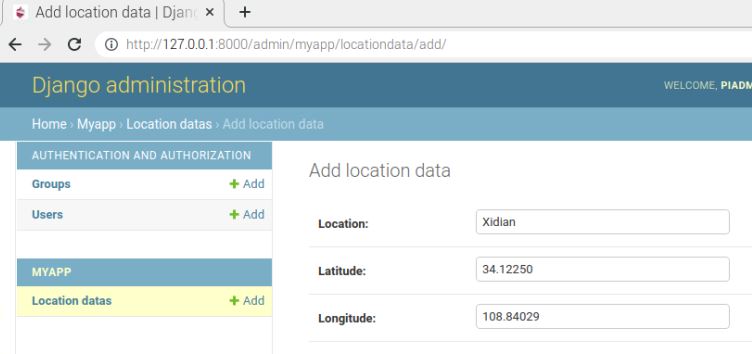 Add location data | Djan
http://127.0.0.1:8000/admin/myapp/locationdata/add/
Django administration
WELCOME, PIADM
Home › Myapp › Location datas › Add location data
AUTHENTICATION AND AUTHORIZATION
Groups + Add
Users + Add
MYAPP
Location datas + Add
Add location data
Location: Xidian
Latitude: 34.12250
Longitude: 108.84029